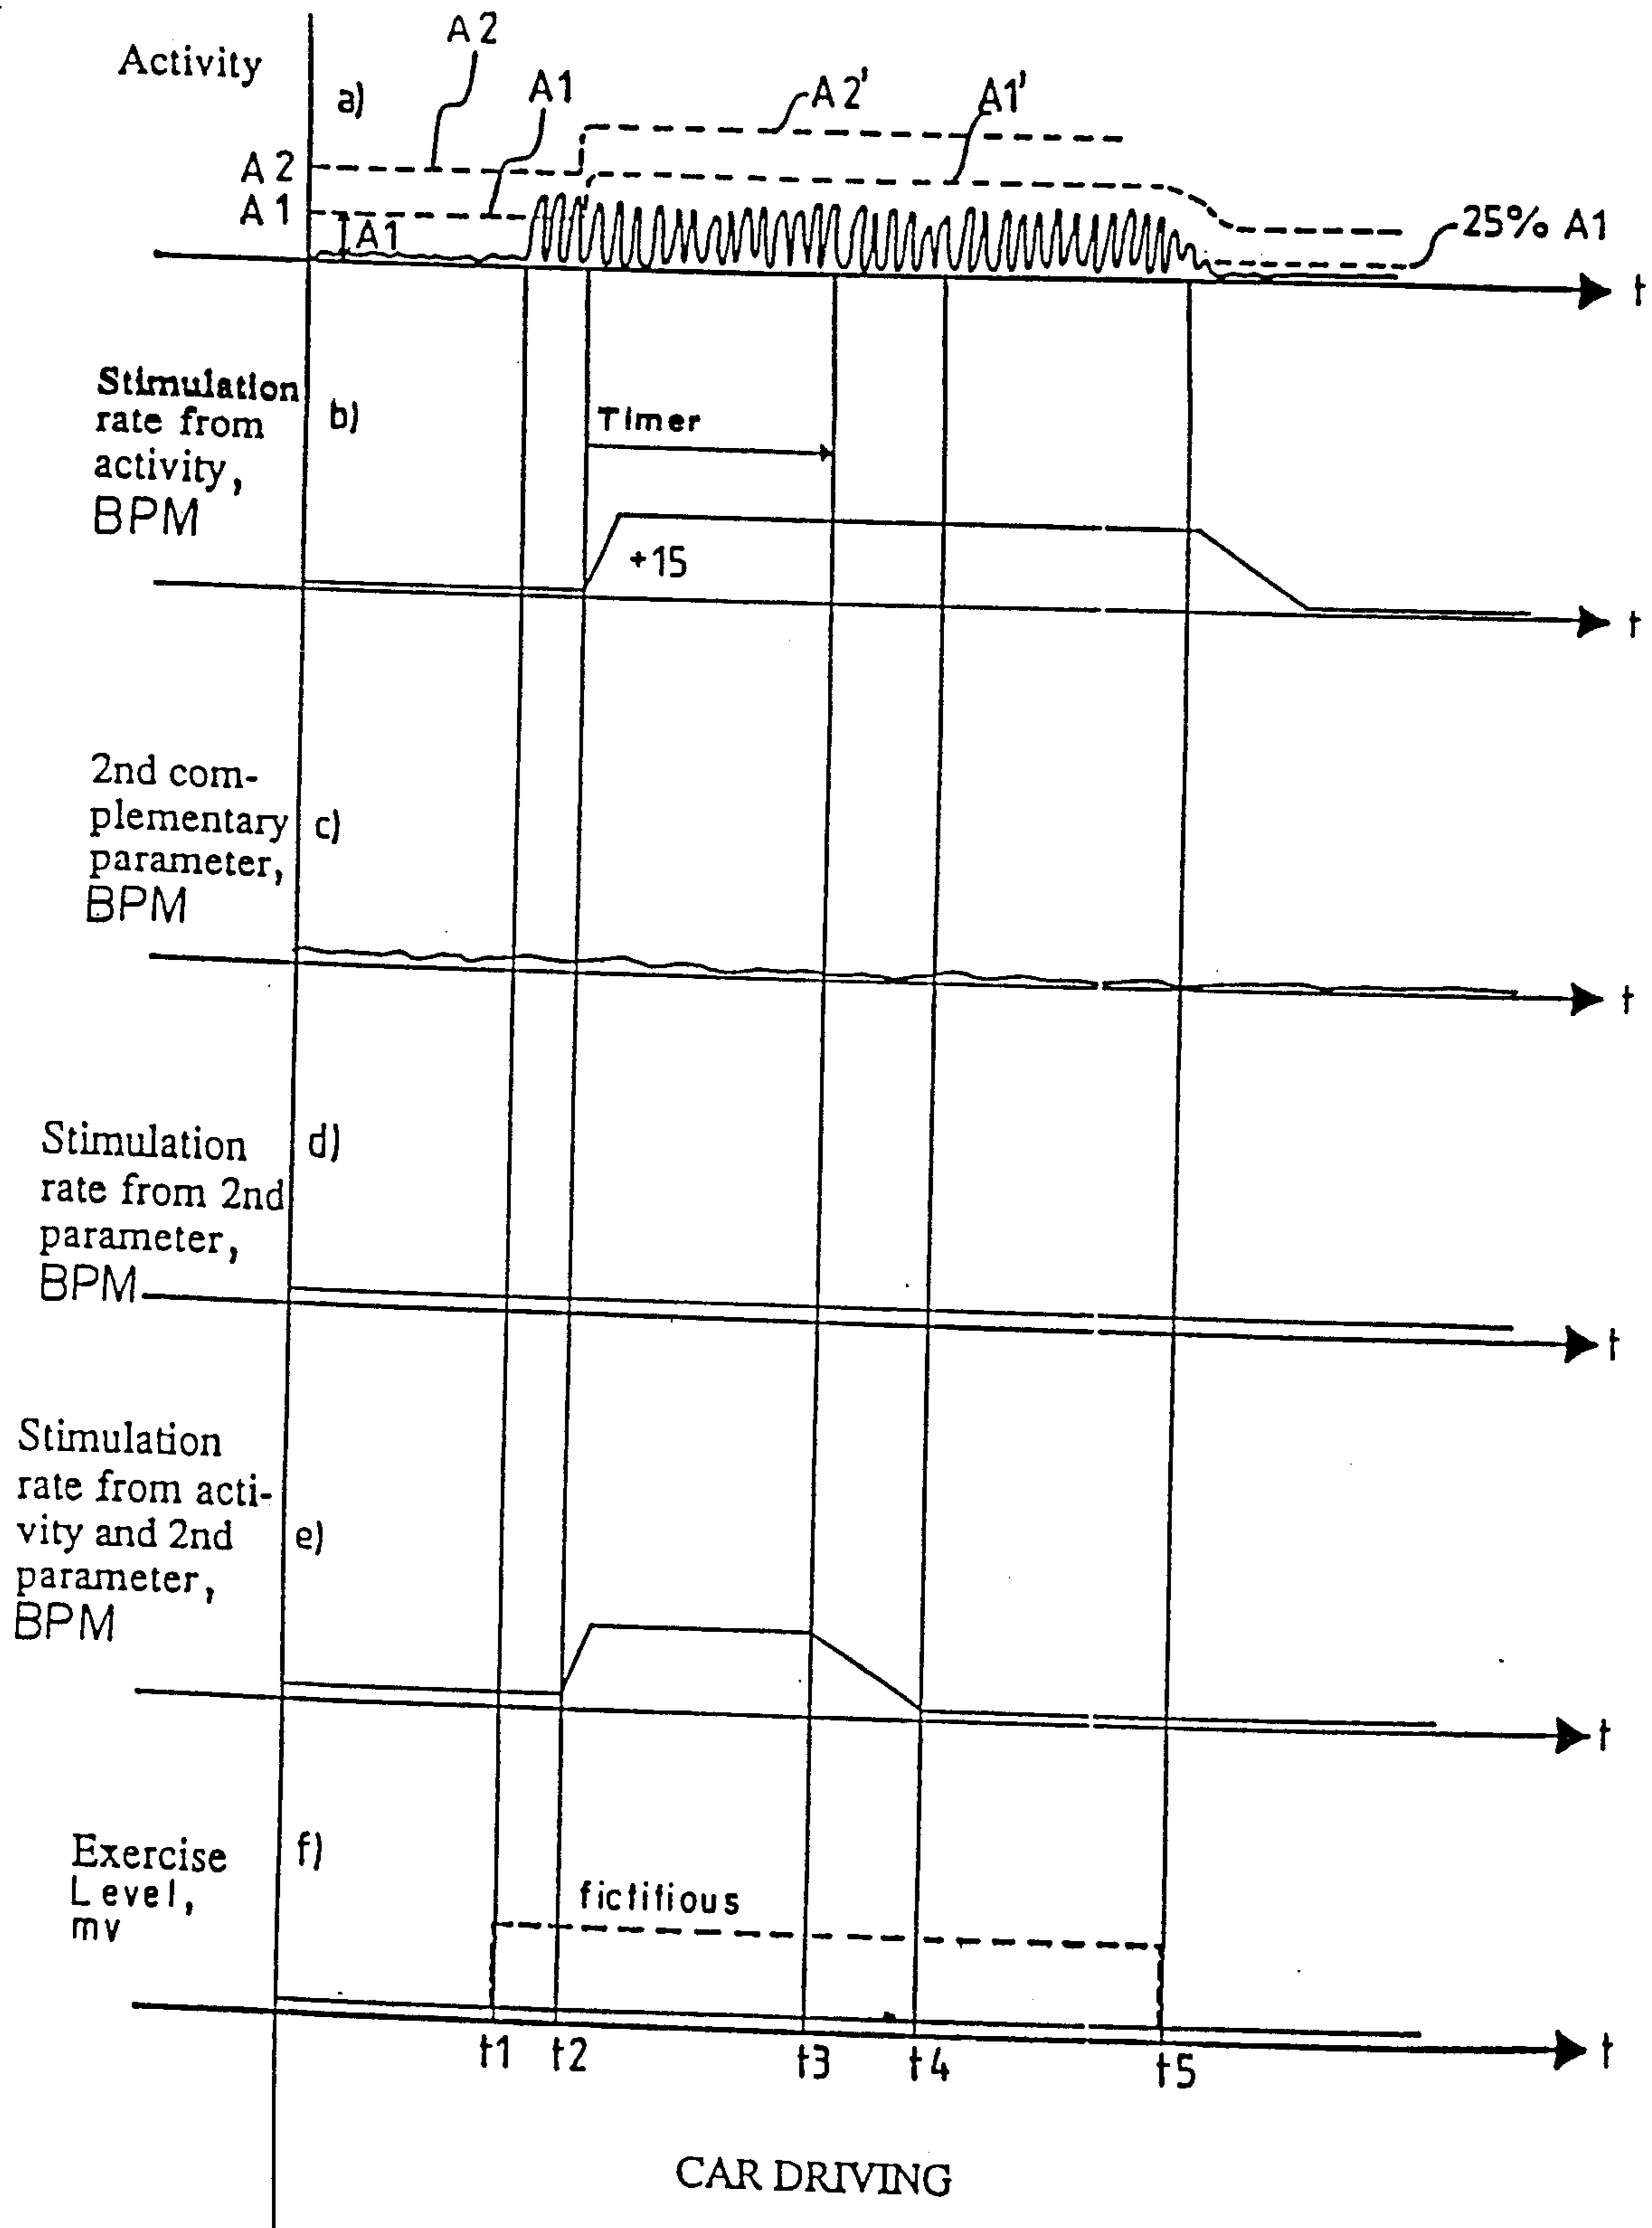 A2
Activity
a)
A1
A2'
A1'
A2
A1
A1
25% A1
t
Stimulation
rate from
activity,
BPM
b)
Timer
+15
t
2nd com-
plementary
parameter,
BPM
c)
t
Stimulation
rate from 2nd
parameter,
BPM
d)
t
Stimulation
rate from acti-
vity and 2nd
parameter,
BPM
e)
t
Exercise
Level,
mv
f)
fictitious
t1 t2 t3 t4 t5
t
CAR DRIVING